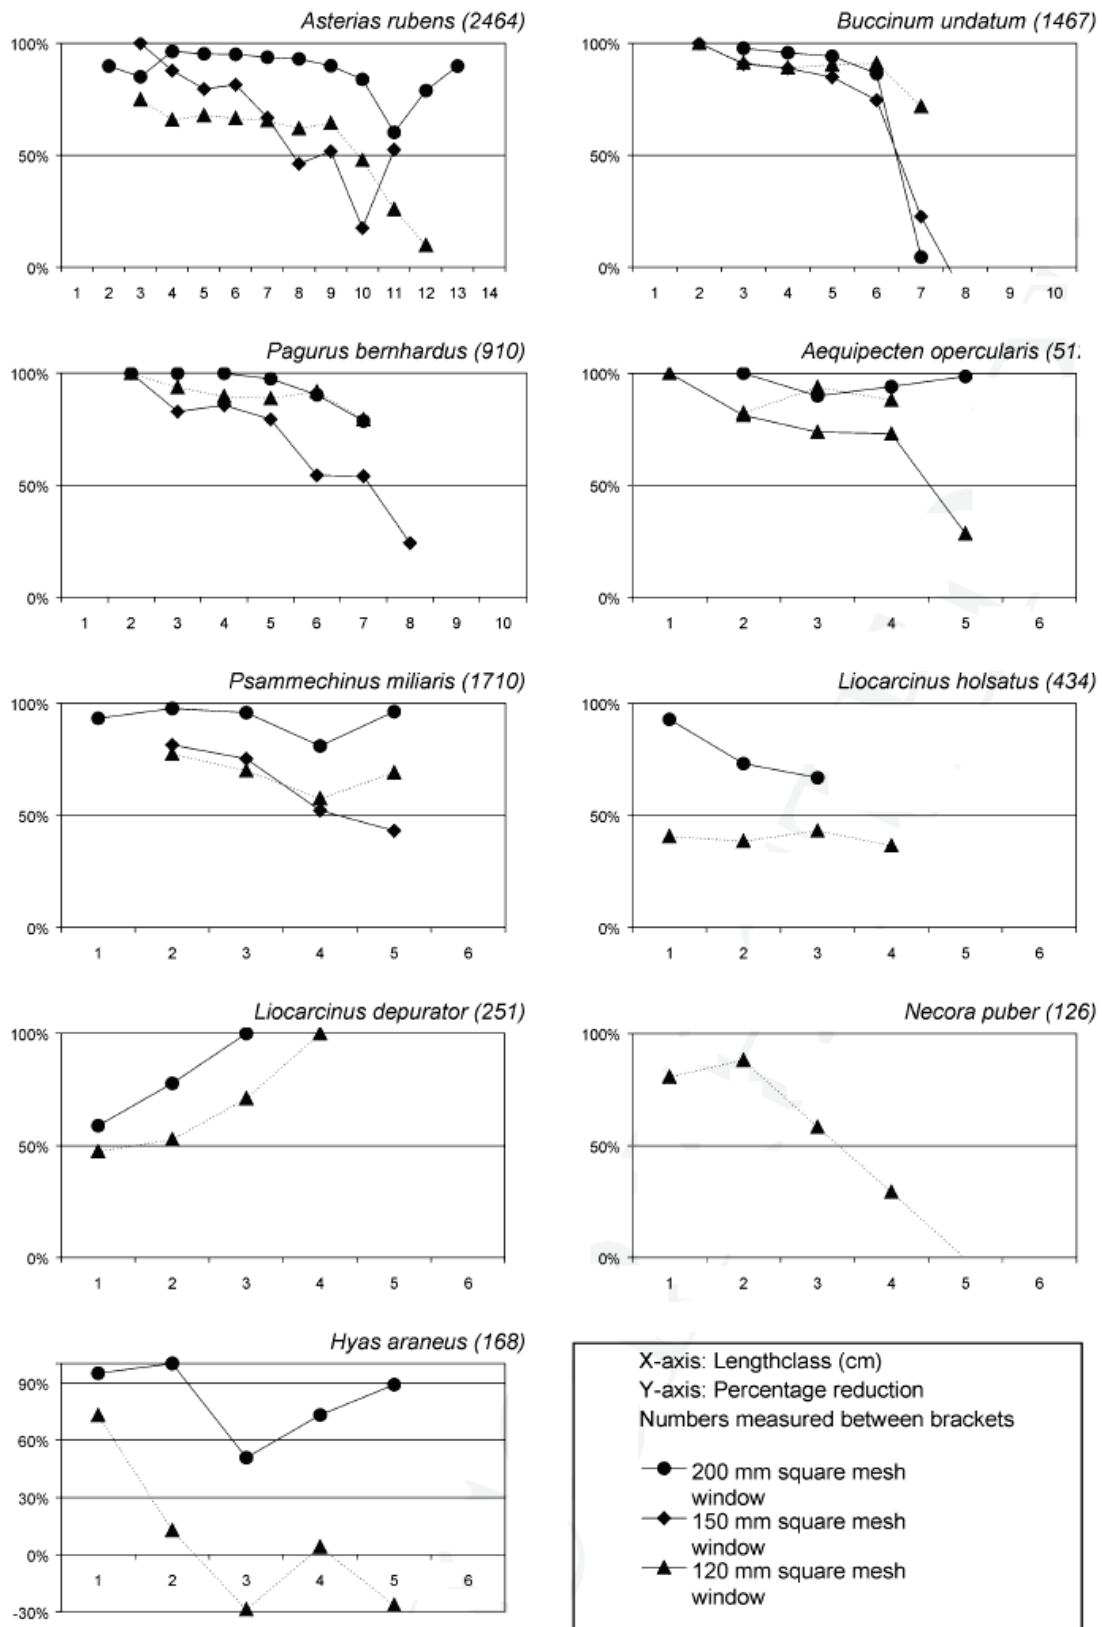 Asterias rubens (2464)
100%
50%
0%
1 2 3 4 5 6 7 8 9 10 11 12 13 14
Buccinum undatum (1467)
100%
50%
0%
1 2 3 4 5 6 7 8 9 10
Pagurus bernhardus (910)
100%
50%
0%
1 2 3 4 5 6 7 8 9 10
Aequipecten opercularis
100%
50%
0%
1 2 3 4 5 6
Psammechinus miliaris (1710)
100%
50%
0%
1 2 3 4 5 6
Liocarcinus holsatus (434)
100%
50%
0%
1 2 3 4 5 6
Liocarcinus depurator (251)
100%
50%
0%
1 2 3 4 5 6
Necora puber (126)
100%
50%
0%
1 2 3 4 5 6
Hyas araneus (168)
90%
60%
30%
0%
1 2 3 4 5 6
-30%
X-axis: Lengthclass (cm)
Y-axis: Percentage reduction
Numbers measured between brackets
200 mm square mesh
window
150 mm square mesh
window
120 mm square mesh
window